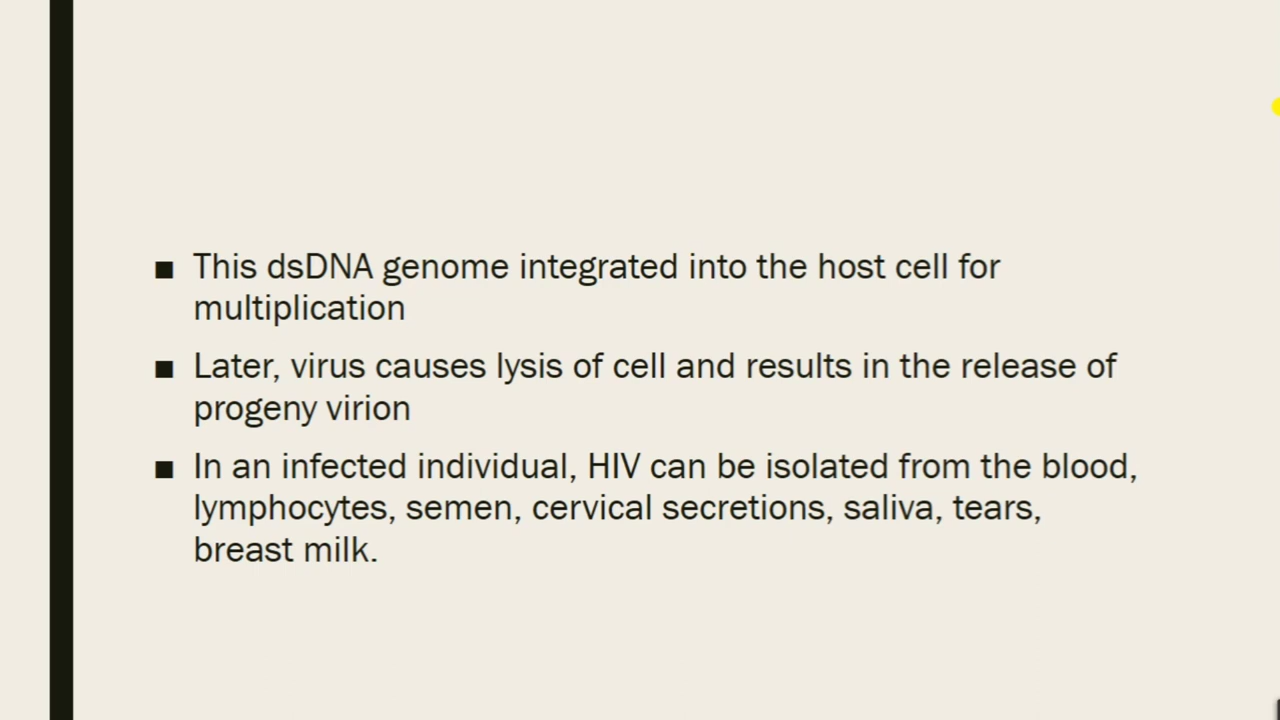 ■ This dsDNA genome integrated into the host cell for
multiplication
■ Later, virus causes lysis of cell and results in the release of
progeny virion
■ In an infected individual, HIV can be isolated from the blood,
lymphocytes, semen, cervical secretions, saliva, tears,
breast milk.